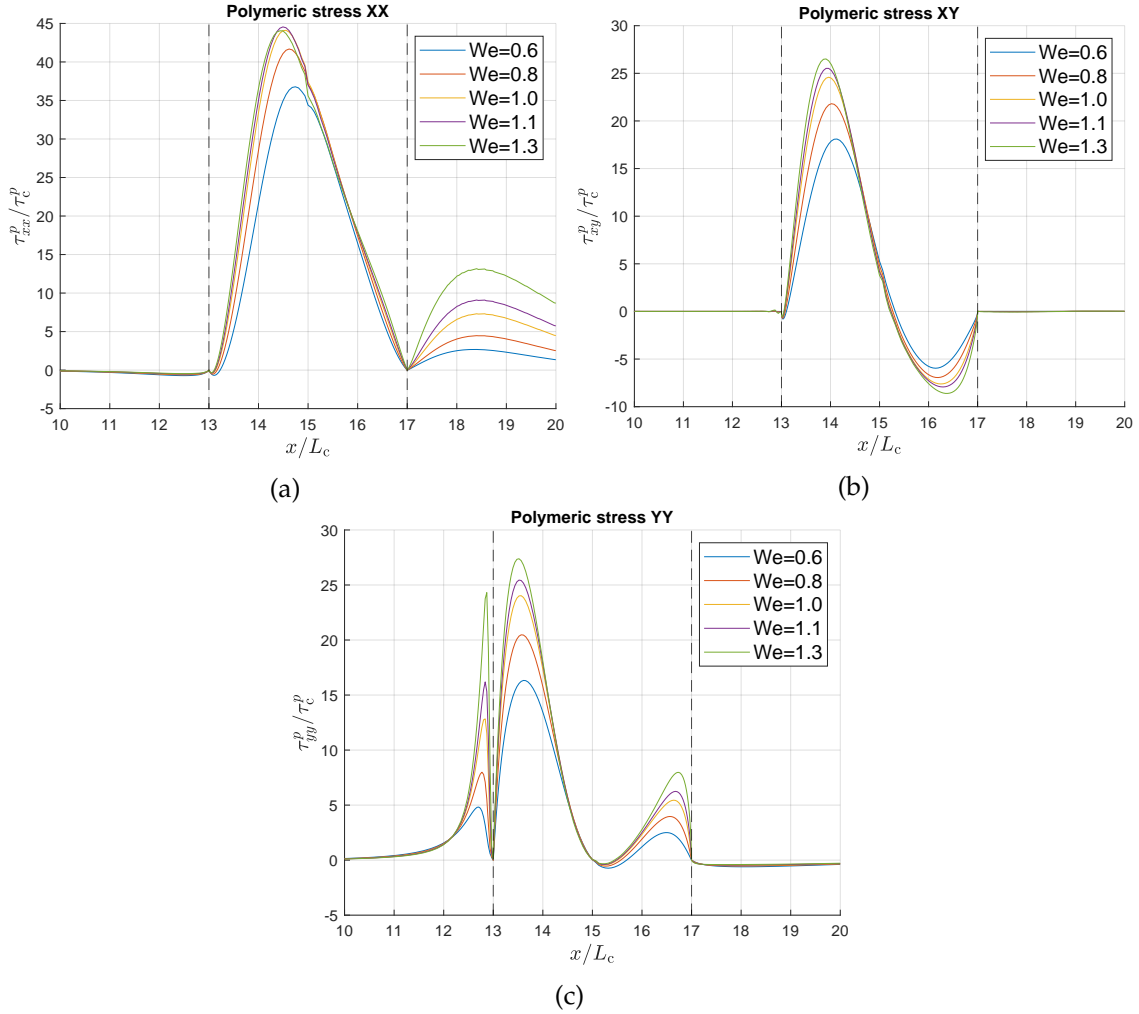 Polymeric stress XX
45
40
35
30
25
20
15
10
5
0
-5
τ^p_xx/τ^p_c
We=0.6
We=0.8
We=1.0
We=1.1
We=1.3
10 11 12 13 14 15 16 17 18 19 20
x/L_c
(a)
Polymeric stress XY
30
25
20
15
10
5
0
-5
-10
τ^p_xy/τ^p_c
We=0.6
We=0.8
We=1.0
We=1.1
We=1.3
10 11 12 13 14 15 16 17 18 19 20
x/L_c
(b)
Polymeric stress YY
30
25
20
15
10
5
0
-5
τ^p_yy/τ^p_c
We=0.6
We=0.8
We=1.0
We=1.1
We=1.3
10 11 12 13 14 15 16 17 18 19 20
x/L_c
(c)